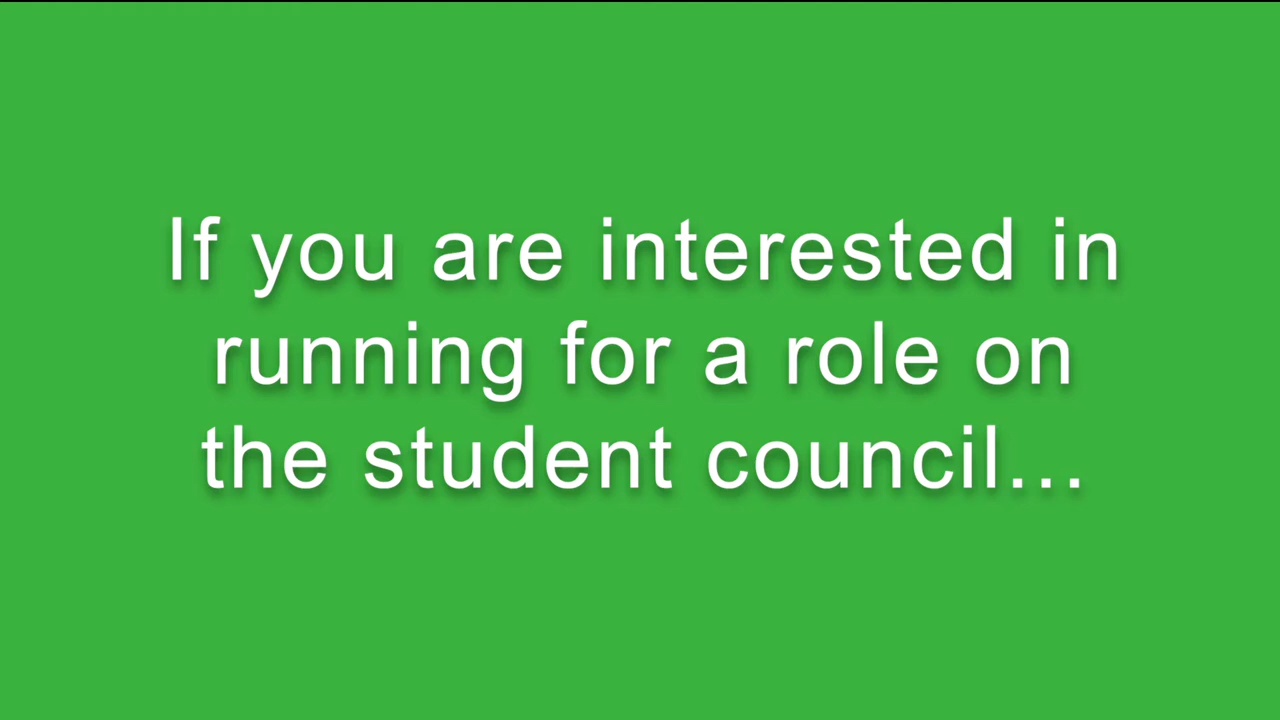 If you are interested in
running for a role on
the student council...